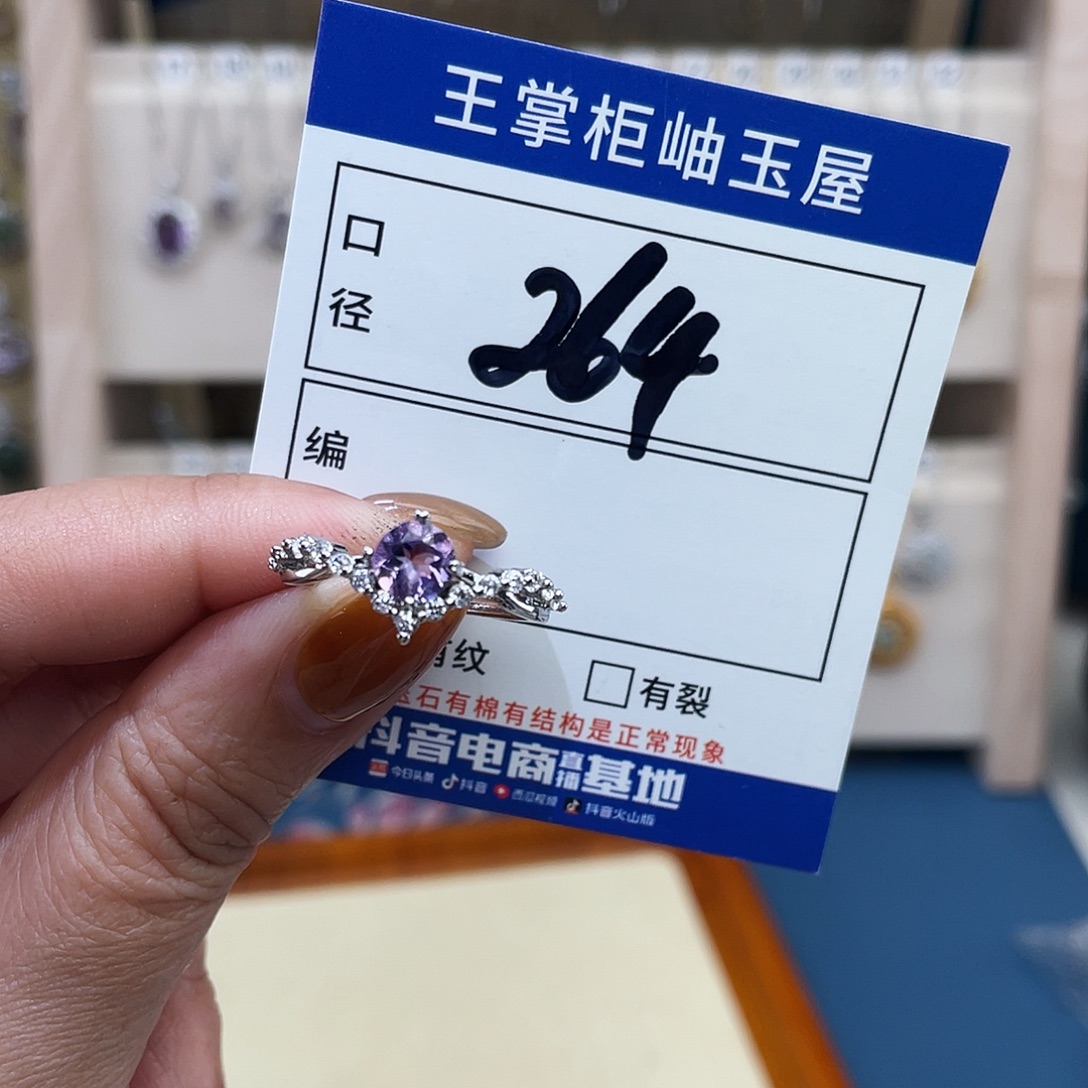 王掌柜岫玉屋
口径
264
编
有纹 有裂
玉石有棉有结构是正常现象
抖音电商直播基地
今日头条 抖音 西瓜视频 抖音火山版